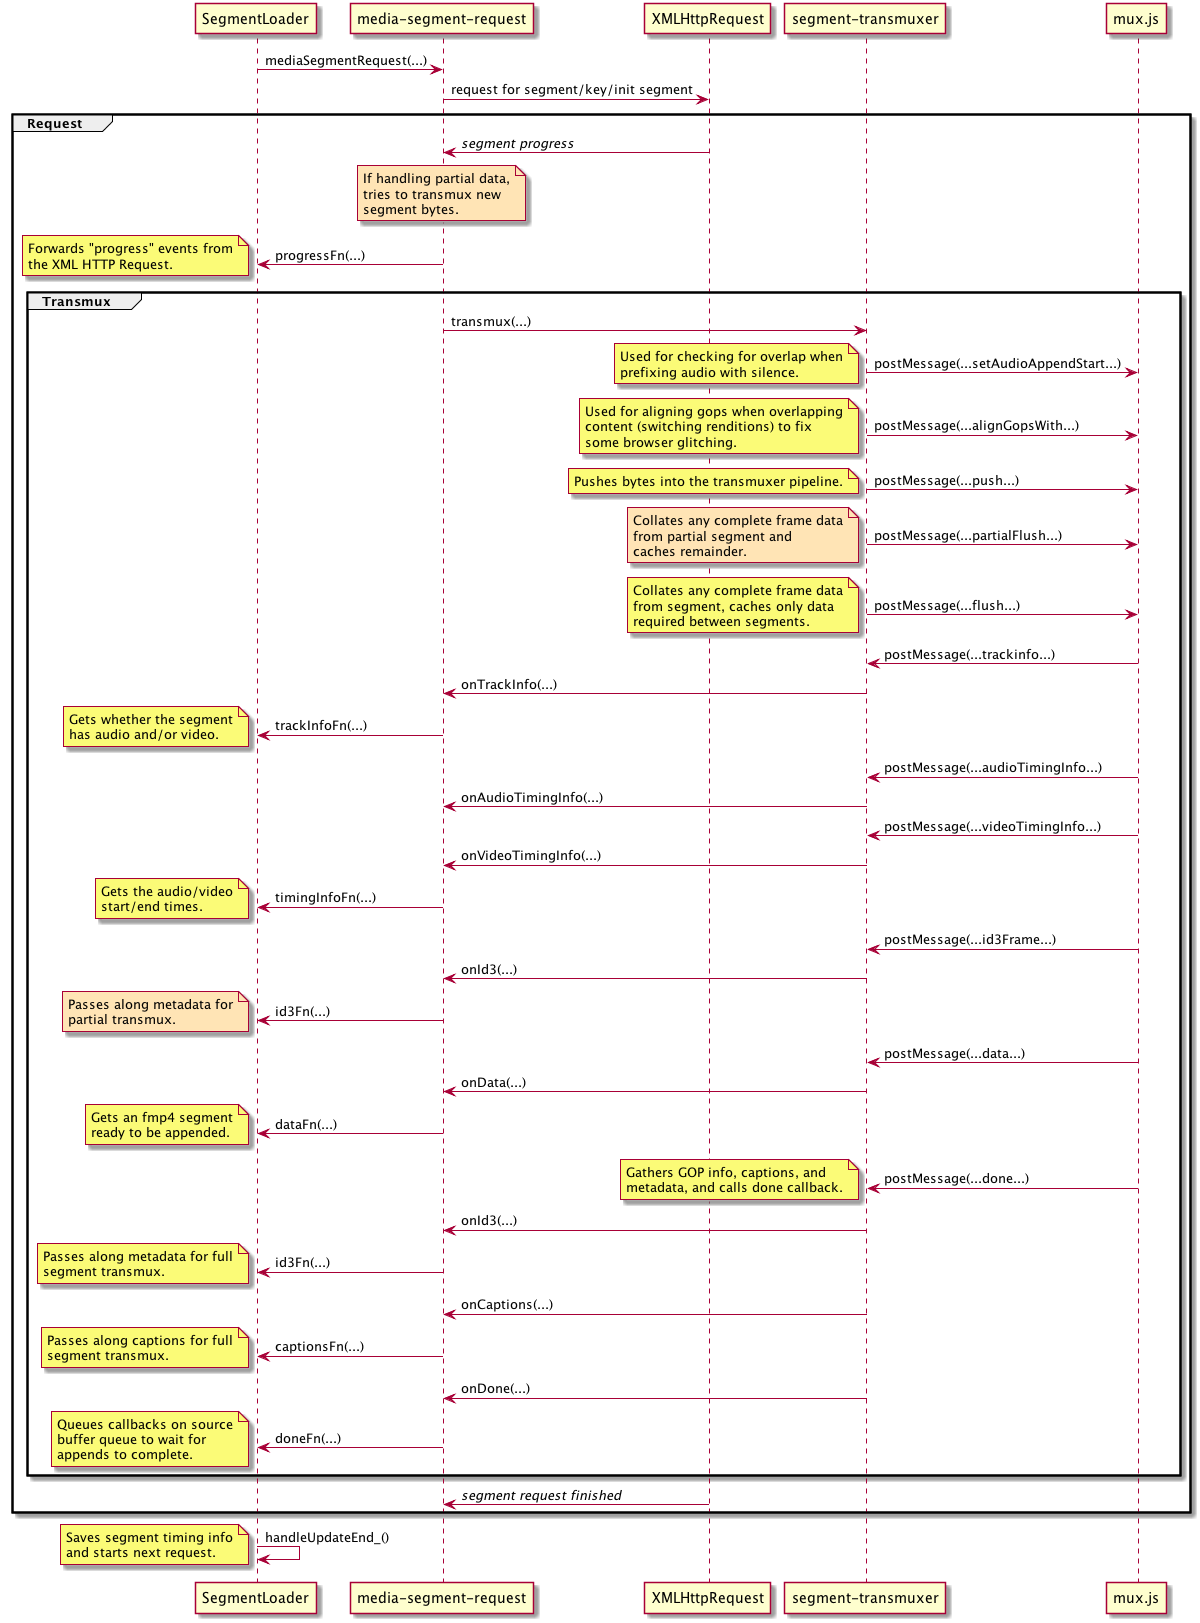 SegmentLoader
media-segment-request
XMLHttpRequest
segment-transmuxer
mux.js
mediaSegmentRequest(...)
request for segment/key/init segment
Request
segment progress
If handling partial data,
tries to transmux new
segment bytes.
Forwards "progress" events from
the XML HTTP Request.
progressFn(...)
Transmux
transmux(...)
Used for checking for overlap when
prefixing audio with silence.
postMessage(...setAudioAppendStart...)
Used for aligning gops when overlapping
content (switching renditions) to fix
some browser glitching.
postMessage(...alignGopsWith...)
Pushes bytes into the transmuxer pipeline.
postMessage(...push...)
Collates any complete frame data
from partial segment and
caches remainder.
postMessage(...partialFlush...)
Collates any complete frame data
from segment, caches only data
required between segments.
postMessage(...flush...)
postMessage(...trackinfo...)
onTrackInfo(...)
Gets whether the segment
has audio and/or video.
trackInfoFn(...)
postMessage(...audioTimingInfo...)
onAudioTimingInfo(...)
postMessage(...videoTimingInfo...)
onVideoTimingInfo(...)
Gets the audio/video
start/end times.
timingInfoFn(...)
postMessage(...id3Frame...)
onId3(...)
Passes along metadata for
partial transmux.
id3Fn(...)
postMessage(...data...)
onData(...)
Gets an fmp4 segment
ready to be appended.
dataFn(...)
Gathers GOP info, captions, and
metadata, and calls done callback.
postMessage(...done...)
onId3(...)
Passes along metadata for full
segment transmux.
id3Fn(...)
onCaptions(...)
Passes along captions for full
segment transmux.
captionsFn(...)
onDone(...)
Queues callbacks on source
buffer queue to wait for
appends to complete.
doneFn(...)
segment request finished
Saves segment timing info
and starts next request.
handleUpdateEnd_()
SegmentLoader
media-segment-request
XMLHttpRequest
segment-transmuxer
mux.js